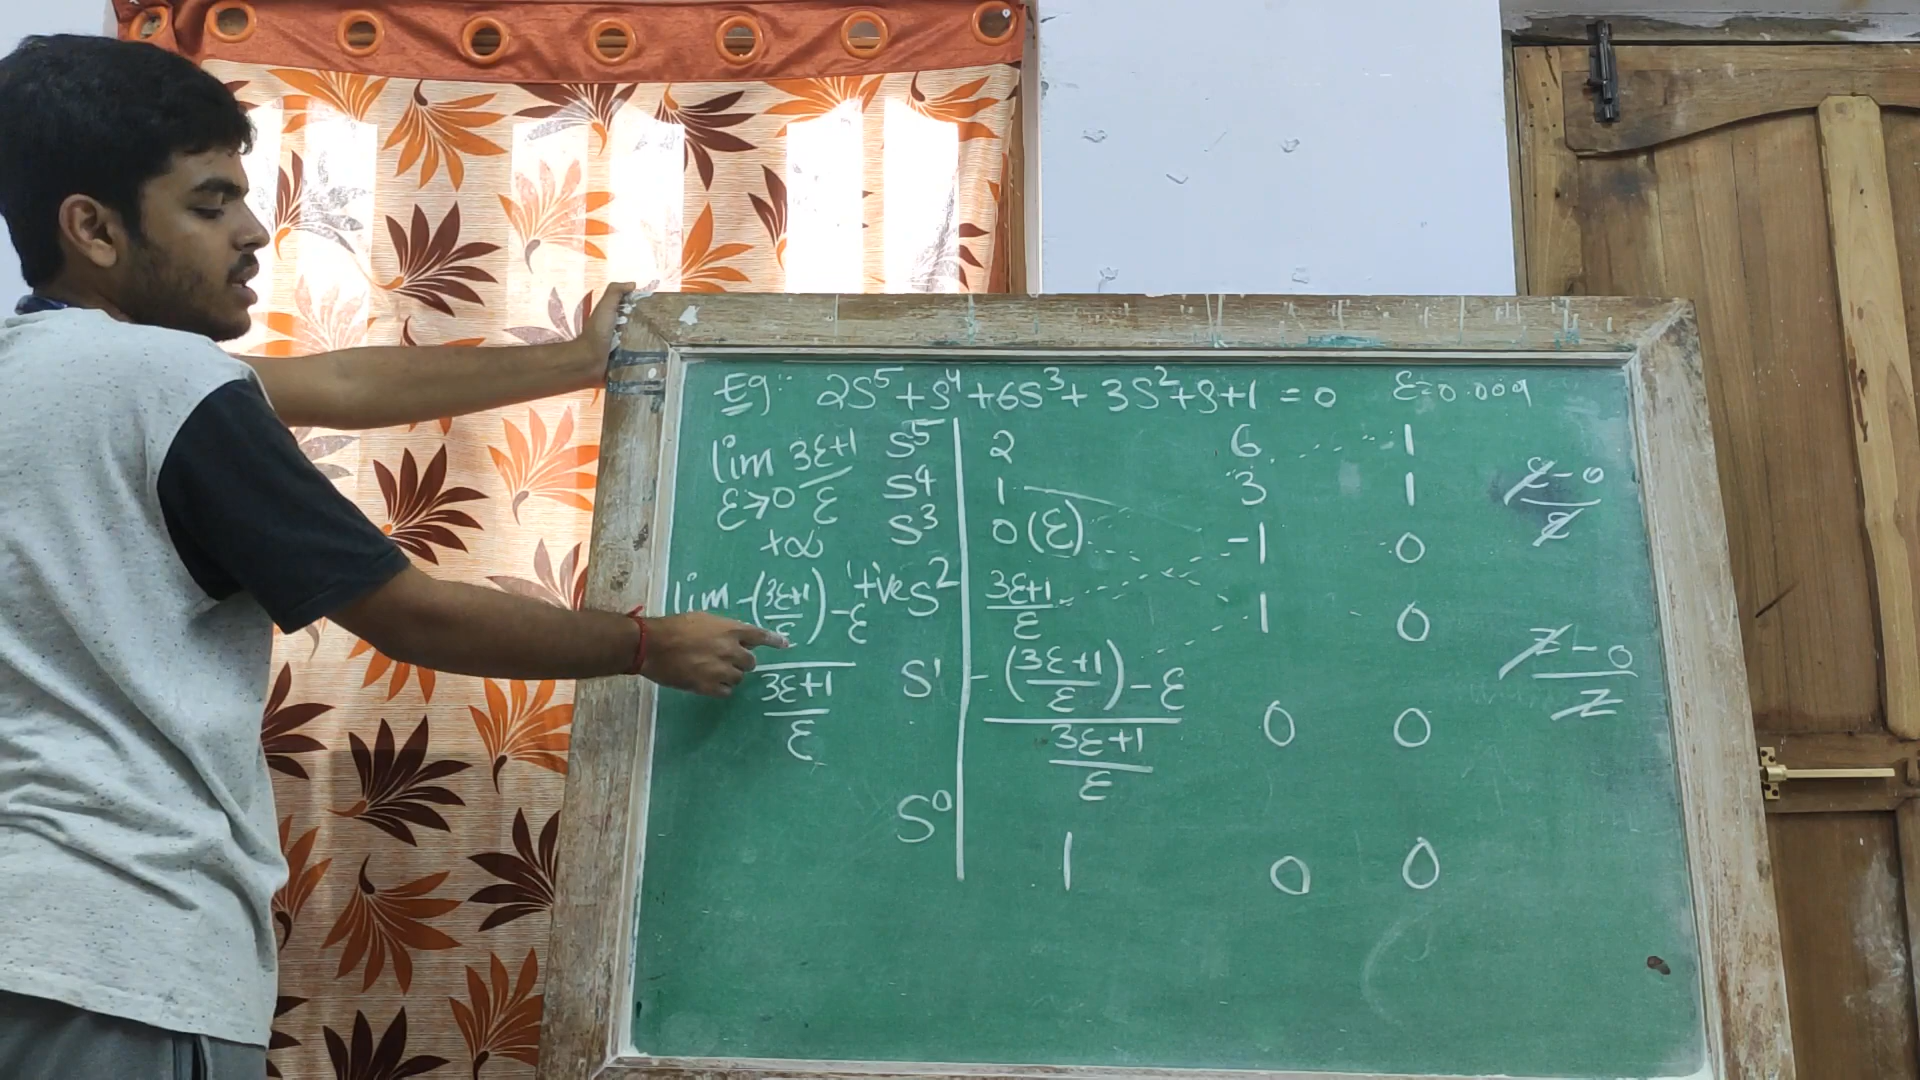 Eg:- 2S⁵+S⁴+6S³+3S²+S+1=0 ε=0.009
lim 3ε+1/ε S⁵ 2 6 1
ε→0 S⁴ 1 3 1 ε-0/ε
+∞ S³ 0(ε) -1 0
lim -(3ε+1/ε)-ε / 3ε+1/ε '+'ve S² 3ε+1/ε 1 0
S¹ -(3ε+1/ε)-ε / 3ε+1/ε 0 0 z-0/z
S⁰ 1 0 0